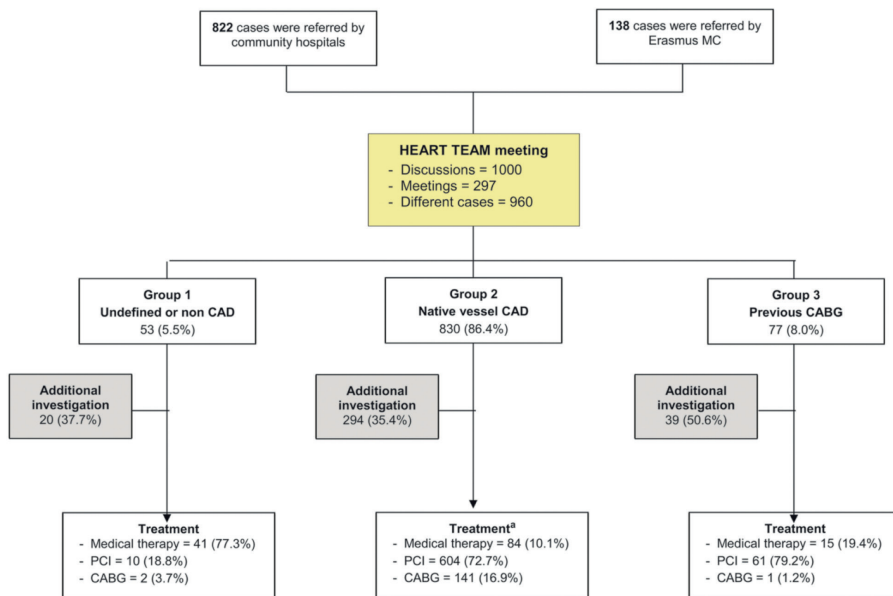 822 cases were referred by
community hospitals
138 cases were referred by
Erasmus MC
HEART TEAM meeting
- Discussions = 1000
- Meetings = 297
- Different cases = 960
Group 1
Undefined or non CAD
53 (5.5%)
Group 2
Native vessel CAD
830 (86.4%)
Group 3
Previous CABG
77 (8.0%)
Additional
investigation
20 (37.7%)
Additional
investigation
294 (35.4%)
Additional
investigation
39 (50.6%)
Treatment
- Medical therapy = 41 (77.3%)
- PCI = 10 (18.8%)
- CABG = 2 (3.7%)
Treatmentᵃ
- Medical therapy = 84 (10.1%)
- PCI = 604 (72.7%)
- CABG = 141 (16.9%)
Treatment
- Medical therapy = 15 (19.4%)
- PCI = 61 (79.2%)
- CABG = 1 (1.2%)